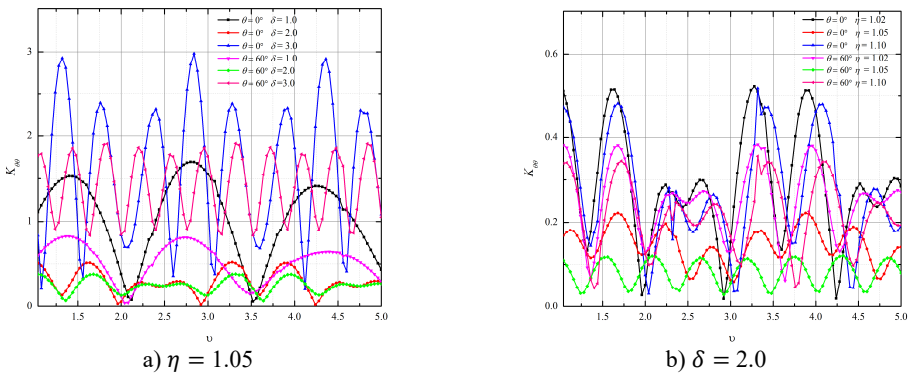 θ=0° δ=1.0
θ=0° δ=2.0
θ=0° δ=3.0
θ=60° δ=1.0
θ=60° δ=2.0
θ=60° δ=3.0
3
2
1
0
K_θθ
1.5 2.0 2.5 3.0 3.5 4.0 4.5 5.0
υ
a) η = 1.05
θ=0° η=1.02
θ=0° η=1.05
θ=0° η=1.10
θ=60° η=1.02
θ=60° η=1.05
θ=60° η=1.10
0.6
0.4
0.2
0.0
K_θθ
1.5 2.0 2.5 3.0 3.5 4.0 4.5 5.0
υ
b) δ = 2.0